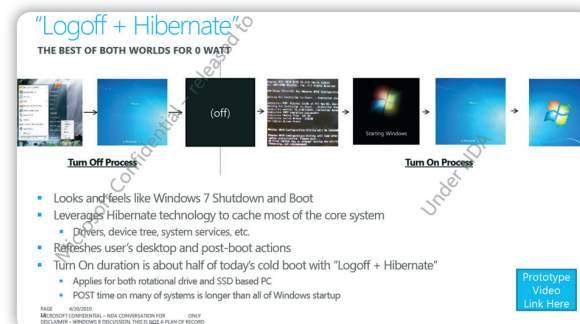 "Logoff + Hibernate"
THE BEST OF BOTH WORLDS FOR 0 WATT
(off)
Starting Windows
Turn Off Process
Turn On Process
Looks and feels like Windows 7 Shutdown and Boot
Leverages Hibernate technology to cache most of the core system
Drivers, device tree, system services, etc.
Refreshes user's desktop and post-boot actions
Turn On duration is about half of today's cold boot with "Logoff + Hibernate"
Applies for both rotational drive and SSD based PC
POST time on many of systems is longer than all of Windows startup
Prototype
Video
Link Here
PAGE 4/20/2010
MICROSOFT CONFIDENTIAL – NDA CONVERSATION FOR ONLY
DISCLAIMER – WINDOWS 8 DISCUSSION, THIS IS NOT A PLAN OF RECORD
Microsoft Confidential – released to
Under NDA